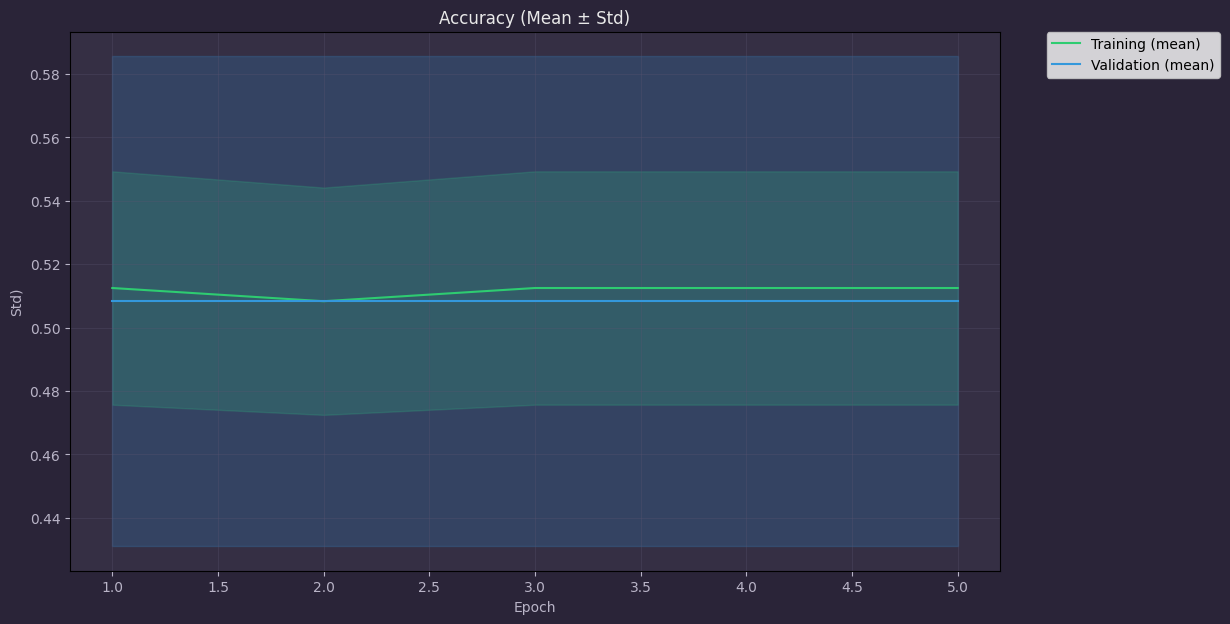 Accuracy (Mean ± Std)
Training (mean)
Validation (mean)
0.58
0.56
0.54
0.52
0.50
0.48
0.46
0.44
Std)
1.0 1.5 2.0 2.5 3.0 3.5 4.0 4.5 5.0
Epoch